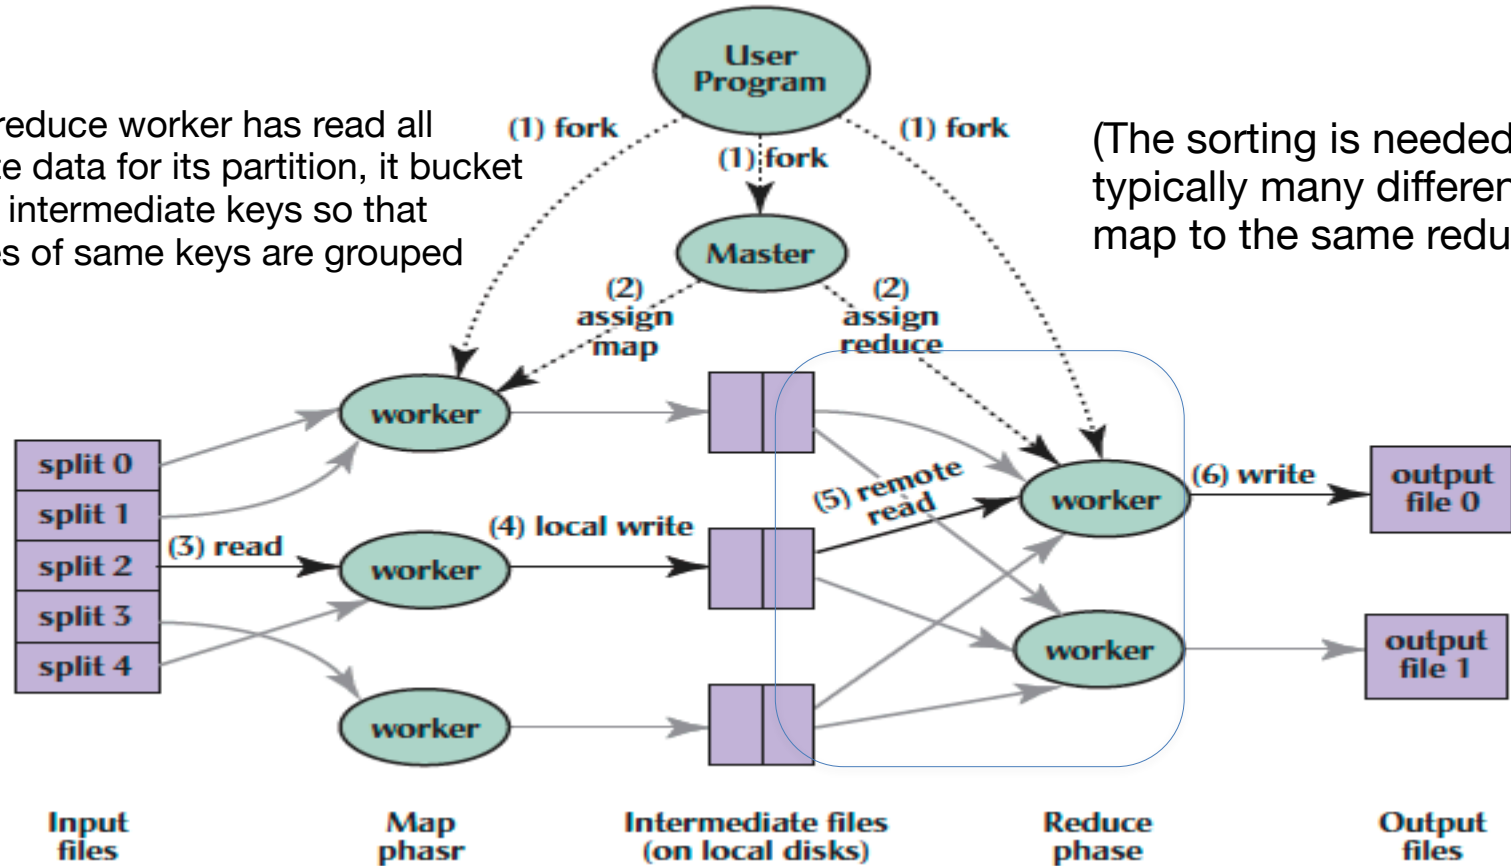 User
Program
reduce worker has read all
data for its partition, it bucket
intermediate keys so that
of same keys are grouped
(1) fork
(1) fork
(1) fork
(The sorting is needed
typically many
map to the same
Master
(2)
assign
map
(2)
assign
reduce
worker
split 0
split 1
split 2
split 3
split 4
(3) read
worker
(4) local write
(5) remote
read
worker
(6) write
output
file 0
worker
worker
output
file 1
Input
files
Map
phasr
Intermediate files
(on local disks)
Reduce
phase
Output
files